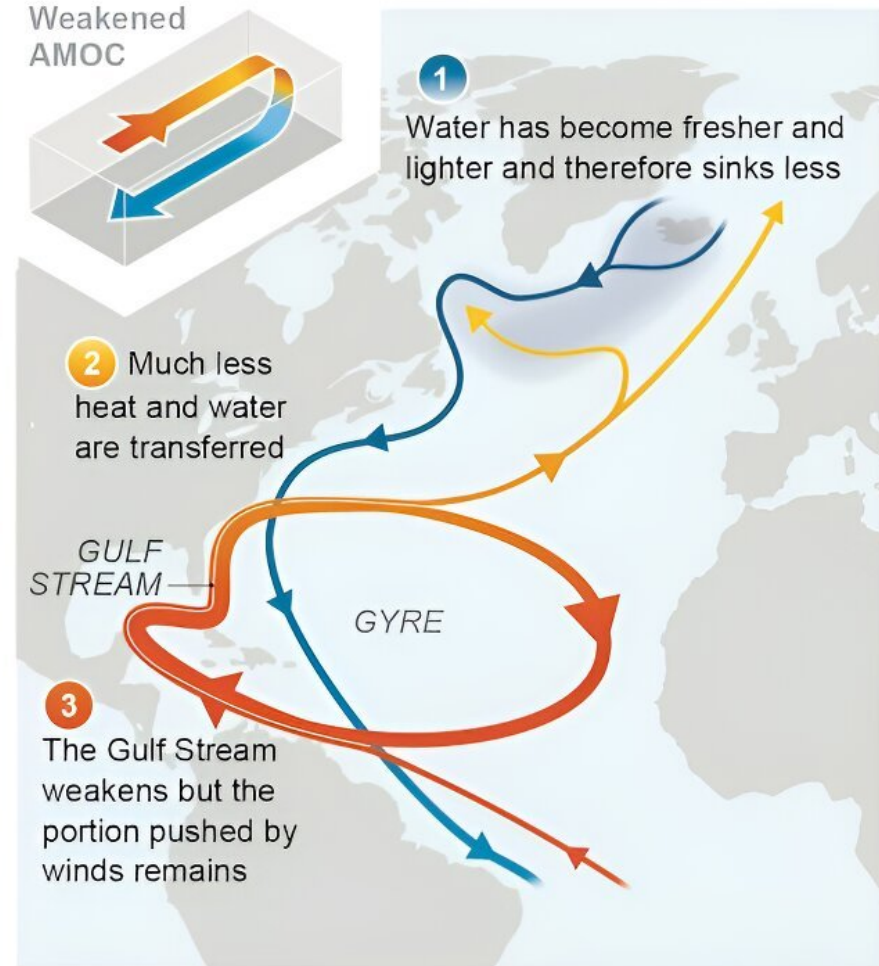 Weakened
AMOC
1
Water has become fresher and
lighter and therefore sinks less
2 Much less
heat and water
are transferred
GULF
STREAM
GYRE
3
The Gulf Stream
weakens but the
portion pushed by
winds remains